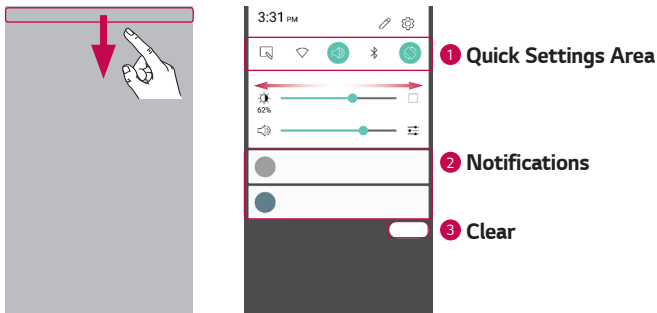 3:31 PM
1 Quick Settings Area
62%
2 Notifications
3 Clear